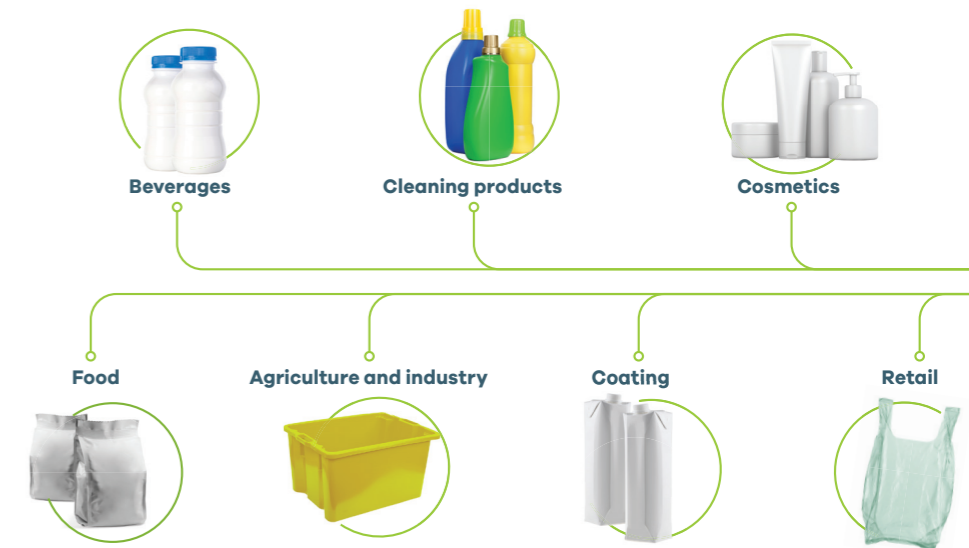 Beverages
Cleaning products
Cosmetics
Food
Agriculture and industry
Coating
Retail